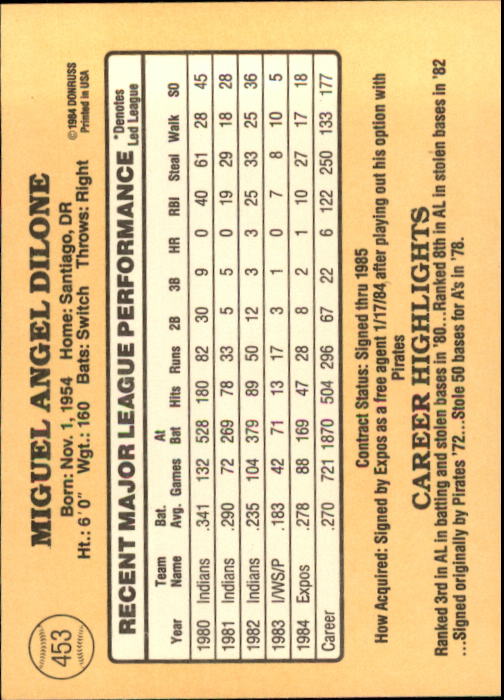 453
MIGUEL ANGEL DILONE
© 1984 DONRUSS
Printed in USA
Born: Nov. 1, 1954 Home: Santiago, DR
Ht.: 6'0" Wgt.: 160 Bats: Switch Throws: Right
RECENT MAJOR LEAGUE PERFORMANCE *Denotes Led League
Year Team Name Bat. Avg. Games At Bat Hits Runs 2B 3B HR RBI Steal Walk SO
1980 Indians .341 132 528 180 82 30 9 0 40 61 28 45
1981 Indians .290 72 269 78 33 5 5 0 19 29 18 28
1982 Indians .235 104 379 89 50 12 3 3 25 33 25 36
1983 I/WS/P .183 42 71 13 17 3 1 0 7 8 10 5
1984 Expos .278 88 169 47 28 8 2 1 10 27 17 18
Career .270 721 1870 504 296 67 22 6 122 250 133 177
Contract Status: Signed thru 1985
How Acquired: Signed by Expos as a free agent 1/17/84 after playing out his option with
Pirates
CAREER HIGHLIGHTS
Ranked 3rd in AL in batting and stolen bases in '80...Ranked 8th in AL in stolen bases in '82
...Signed originally by Pirates '72...Stole 50 bases for A's in '78.